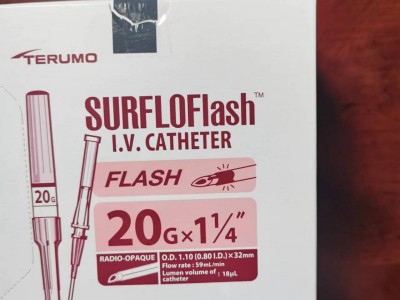 TERUMO
SURFLOFlash™
I.V. CATHETER
FLASH
20G
20G×1¼"
RADIO-OPAQUE
O.D. 1.10 (0.80 I.D.)×32mm
Flow rate : 59mL/min
Lumen volume of catheter : 18μL